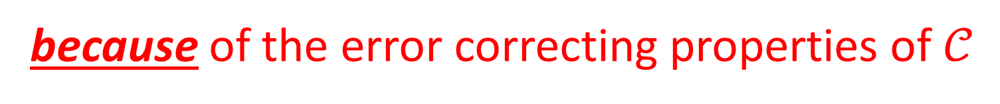 because of the error correcting properties of 𝒞